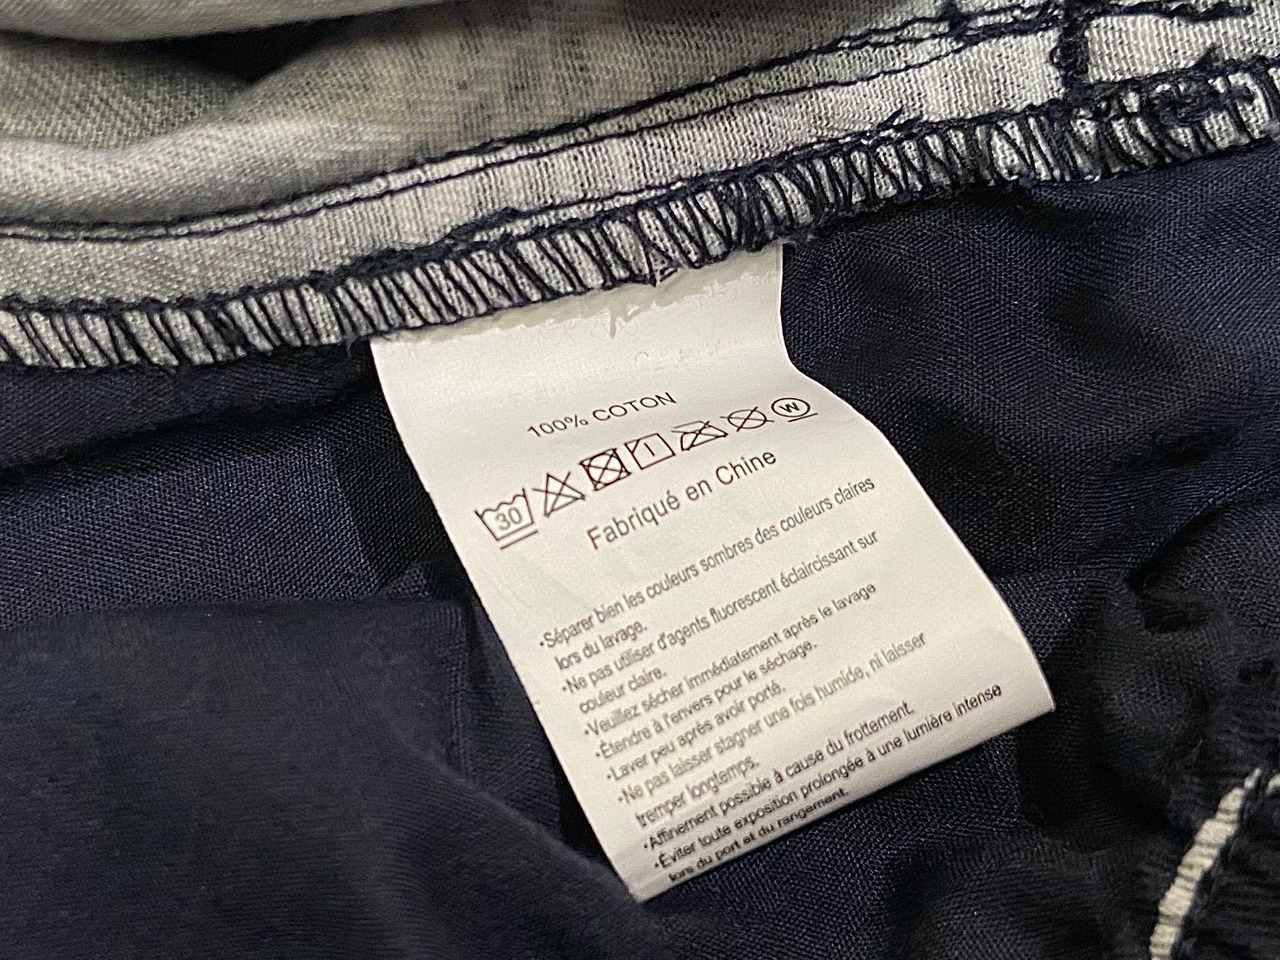 100% COTON
30 W
Fabriqué en Chine
·Séparer bien les couleurs sombres des couleurs claires
lors du lavage.
·Ne pas utiliser d'agents fluorescent éclaircissant sur
couleur claire.
·Veuillez sécher immédiatement après le lavage
·Étendre à l'envers pour le séchage.
·Laver peu après avoir porté.
·Ne pas laisser stagner une fois humide, ni laisser
tremper longtemps.
·Affinement possible à cause du frottement.
·Éviter toute exposition prolongée à une lumière intense
lors du port et du rangement.